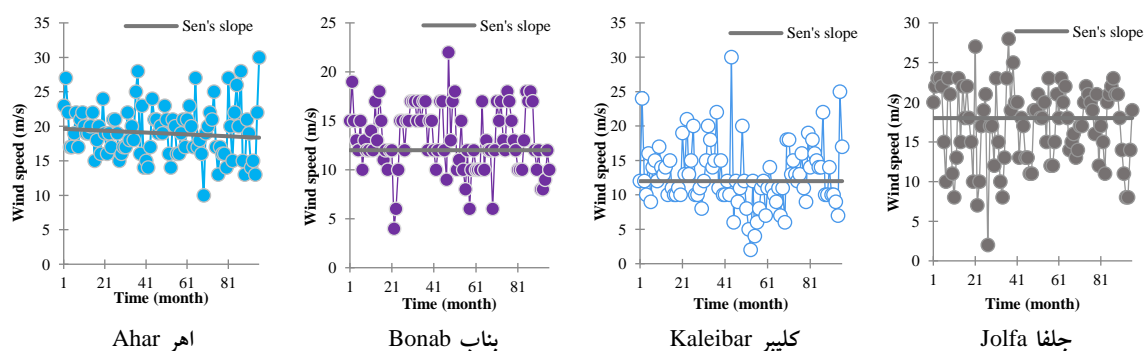 Sen's slope
Wind speed (m/s)
35
30
25
20
15
10
5
0
1 21 41 61 81
Time (month)
Ahar اهر
Sen's slope
Wind speed (m/s)
25
20
15
10
5
0
1 21 41 61 81
Time (month)
Bonab بناب
Sen's slope
Wind speed (m/s)
35
30
25
20
15
10
5
0
1 21 41 61 81
Time (month)
Kaleibar کلیبر
Sen's slope
Wind speed (m/s)
30
25
20
15
10
5
0
1 21 41 61 81
Time (month)
Jolfa جلفا